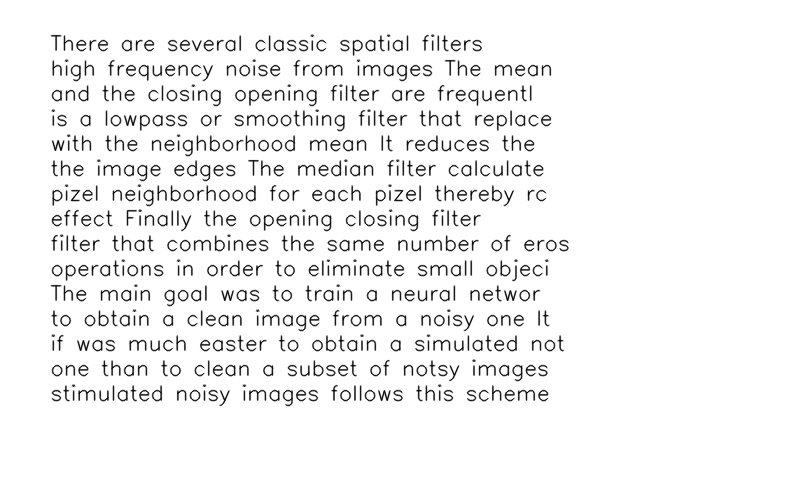 There are several classic spatial filters
high frequency noise from images The mean
and the closing opening filter are frequentl
is a lowpass or smoothing filter that replace
with the neighborhood mean It reduces the
the image edges The median filter calculate
pizel neighborhood for each pizel thereby rc
effect Finally the opening closing filter
filter that combines the same number of eros
operations in order to eliminate small objeci
The main goal was to train a neural networ
to obtain a clean image from a noisy one It
if was much easter to obtain a simulated not
one than to clean a subset of notsy images
stimulated noisy images follows this scheme